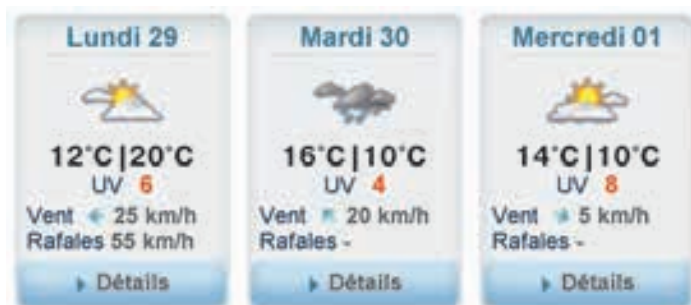 Lundi 29
12°C|20°C
UV 6
Vent 25 km/h
Rafales 55 km/h
Détails
Mardi 30
16°C|10°C
UV 4
Vent 20 km/h
Rafales -
Détails
Mercredi 01
14°C|10°C
UV 8
Vent 5 km/h
Rafales -
Détails